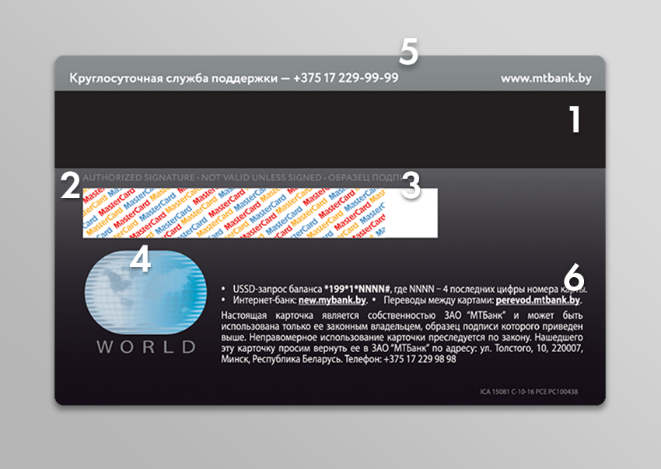 5
Круглосуточная служба поддержки — +375 17 229-99-99
www.mtbank.by
1
AUTHORIZED SIGNATURE - NOT VALID UNLESS SIGNED - ОБРАЗЕЦ
2
3
MasterCard MasterCard MasterCard MasterCard MasterCard
4
WORLD
6
• USSD-запрос баланса *199*1*NNNN#, где NNNN – 4 последних цифры номера карты.
• Интернет-банк: new.mybank.by. • Переводы между картами: perevod.mtbank.by.
Настоящая карточка является собственностью ЗАО "МТБанк" и может быть
использована только ее законным владельцем, образец подписи которого приведен
выше. Неправомерное использование карточки преследуется по закону. Нашедшего
эту карточку просим вернуть ее в ЗАО "МТБанк" по адресу: ул. Толстого, 10, 220007,
Минск, Республика Беларусь. Телефон: +375 17 229 98 98
ICA 15081 C-10-16 PCE PC100438